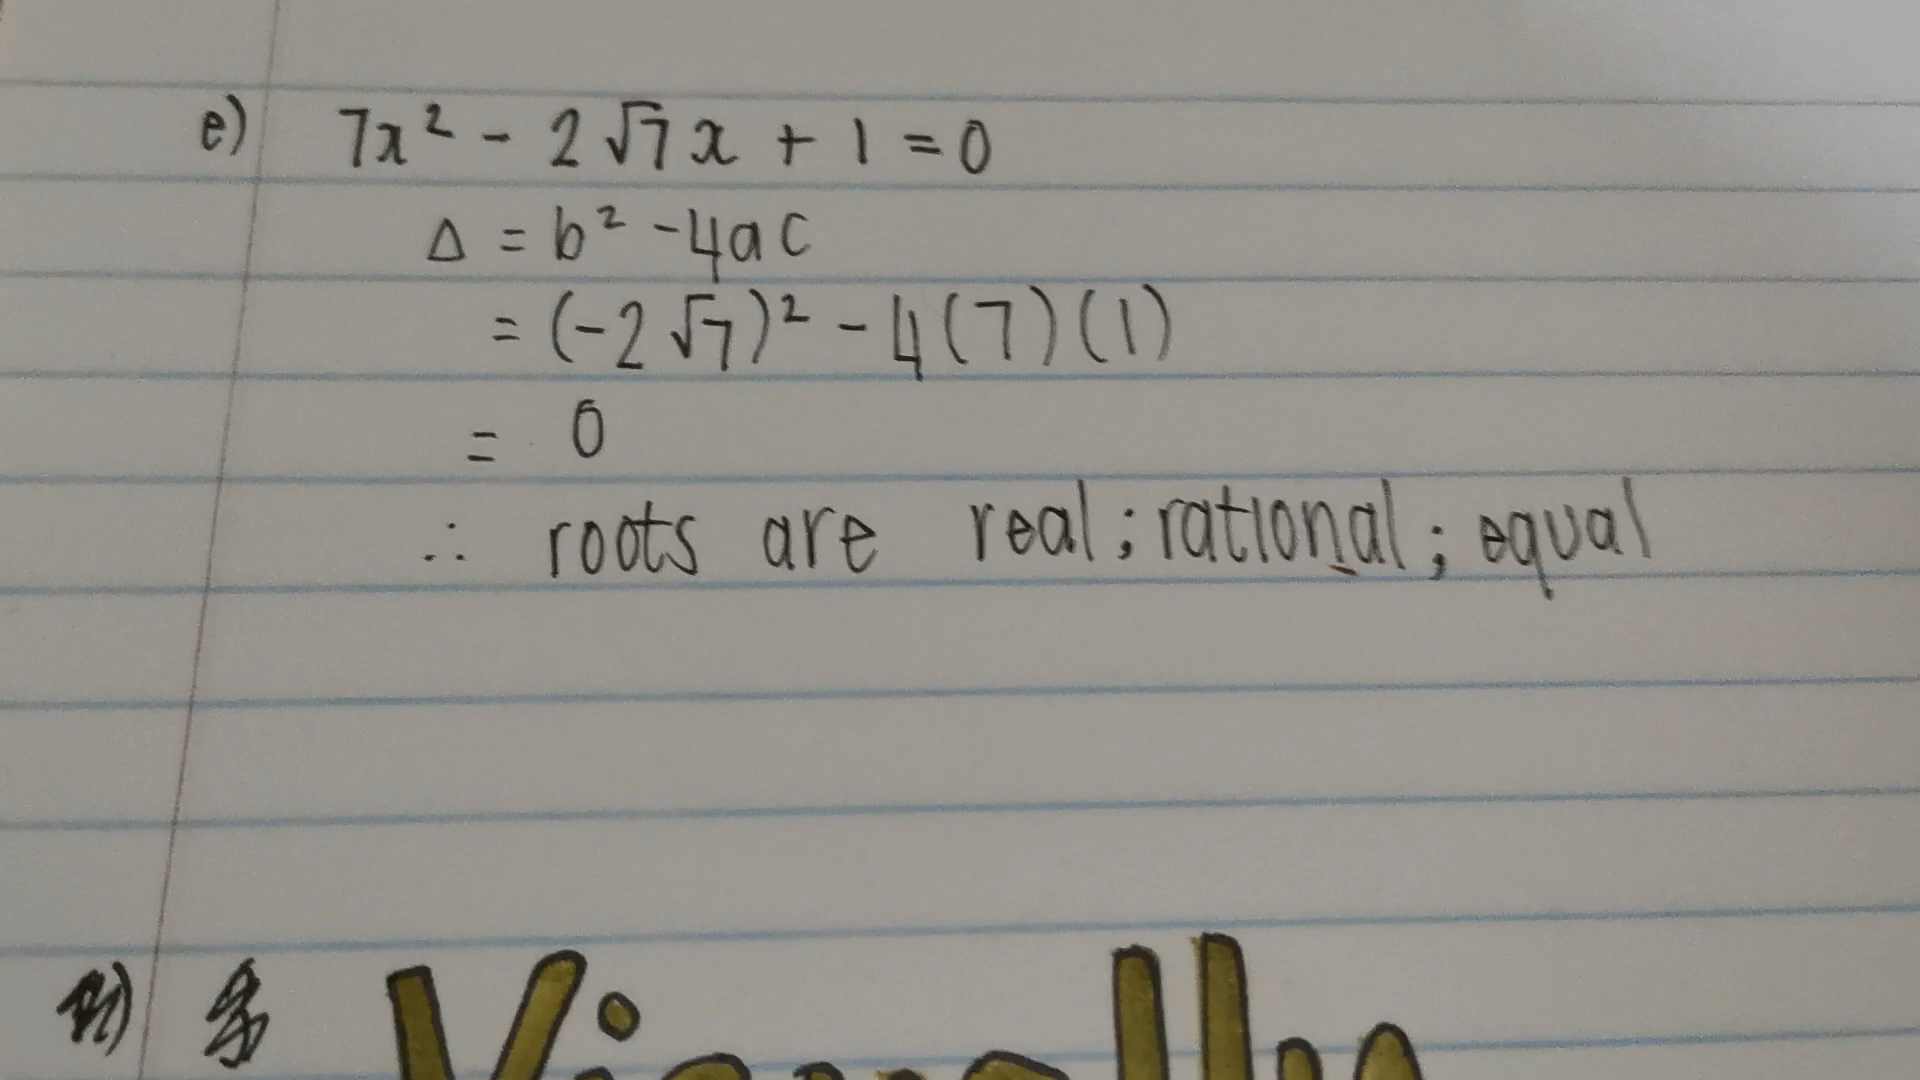 e) 7x² - 2√7x + 1 = 0
Δ = b² - 4ac
= (-2√7)² - 4(7)(1)
= 0
∴ roots are real; rational; equal